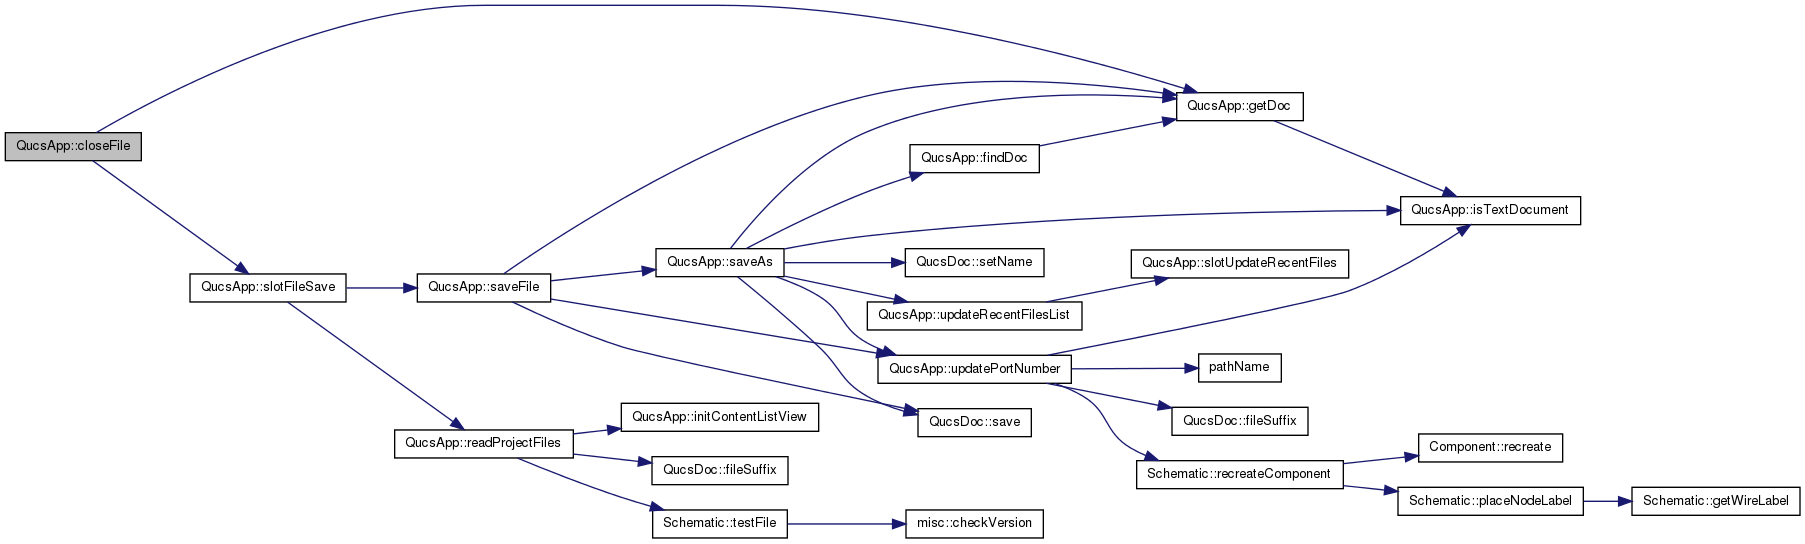 QucsApp::closeFile
QucsApp::slotFileSave
QucsApp::saveFile
QucsApp::readProjectFiles
QucsApp::saveAs
QucsApp::initContentListView
QucsDoc::fileSuffix
Schematic::testFile
QucsApp::findDoc
QucsDoc::setName
QucsApp::updateRecentFilesList
QucsApp::updatePortNumber
QucsDoc::save
misc::checkVersion
QucsApp::getDoc
QucsApp::slotUpdateRecentFiles
pathName
QucsDoc::fileSuffix
Schematic::recreateComponent
QucsApp::isTextDocument
Component::recreate
Schematic::placeNodeLabel
Schematic::getWireLabel